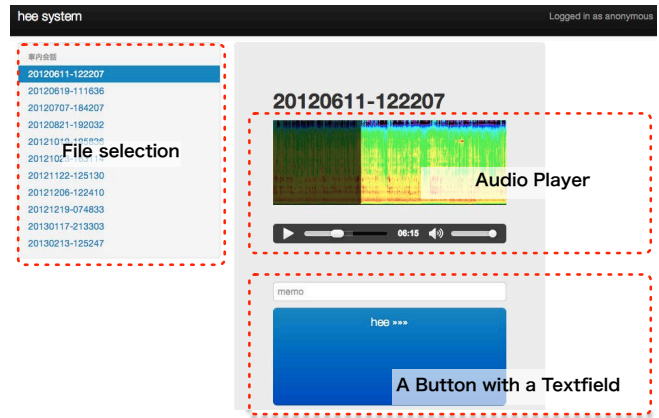 hee system
Logged in as anonymous
車内会話
20120611-122207
20120619-111636
20120707-184207
20120821-192032
File selection
20121122-125130
20121206-122410
20121219-074833
20130117-213303
20130213-125247
20120611-122207
Audio Player
06:15
memo
hee »»»
A Button with a Textfield